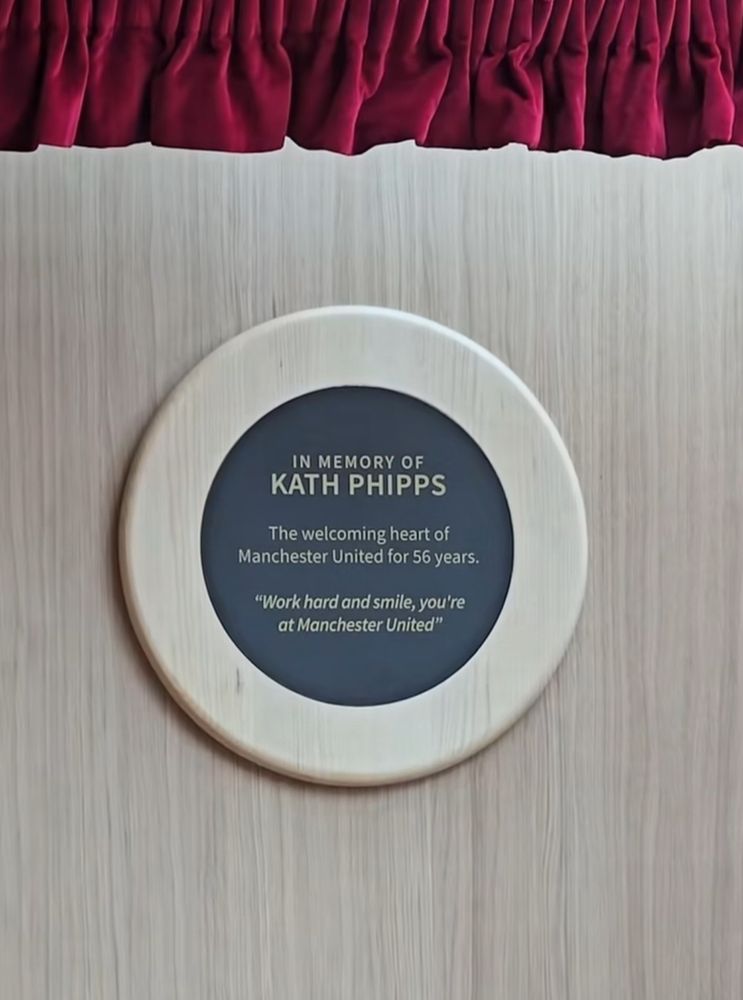 IN MEMORY OF
KATH PHIPPS
The welcoming heart of
Manchester United for 56 years.
“Work hard and smile, you're
at Manchester United”